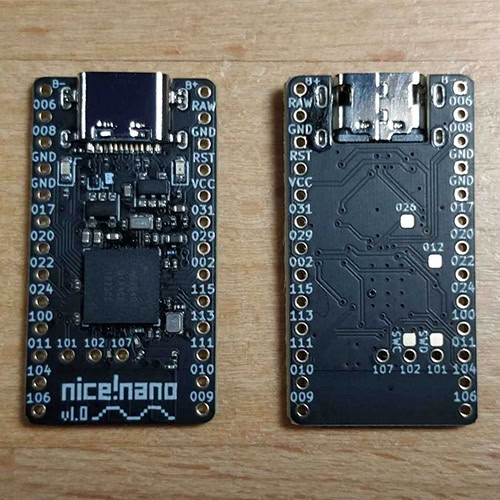 B- B+
006 RAW
008 GND
GND RST
GND VCC
017 031
020 029
022 002
024 115
100 113
011 101 102 107 111
104 010
106 009
nice!nano
v1.0
B+ B-
RAW 006
GND 008
RST GND
VCC GND
031 026 017
029 020
002 012 022
115 024
113 100
111 SWC SWD 011
107 102 101
010 104
009 106